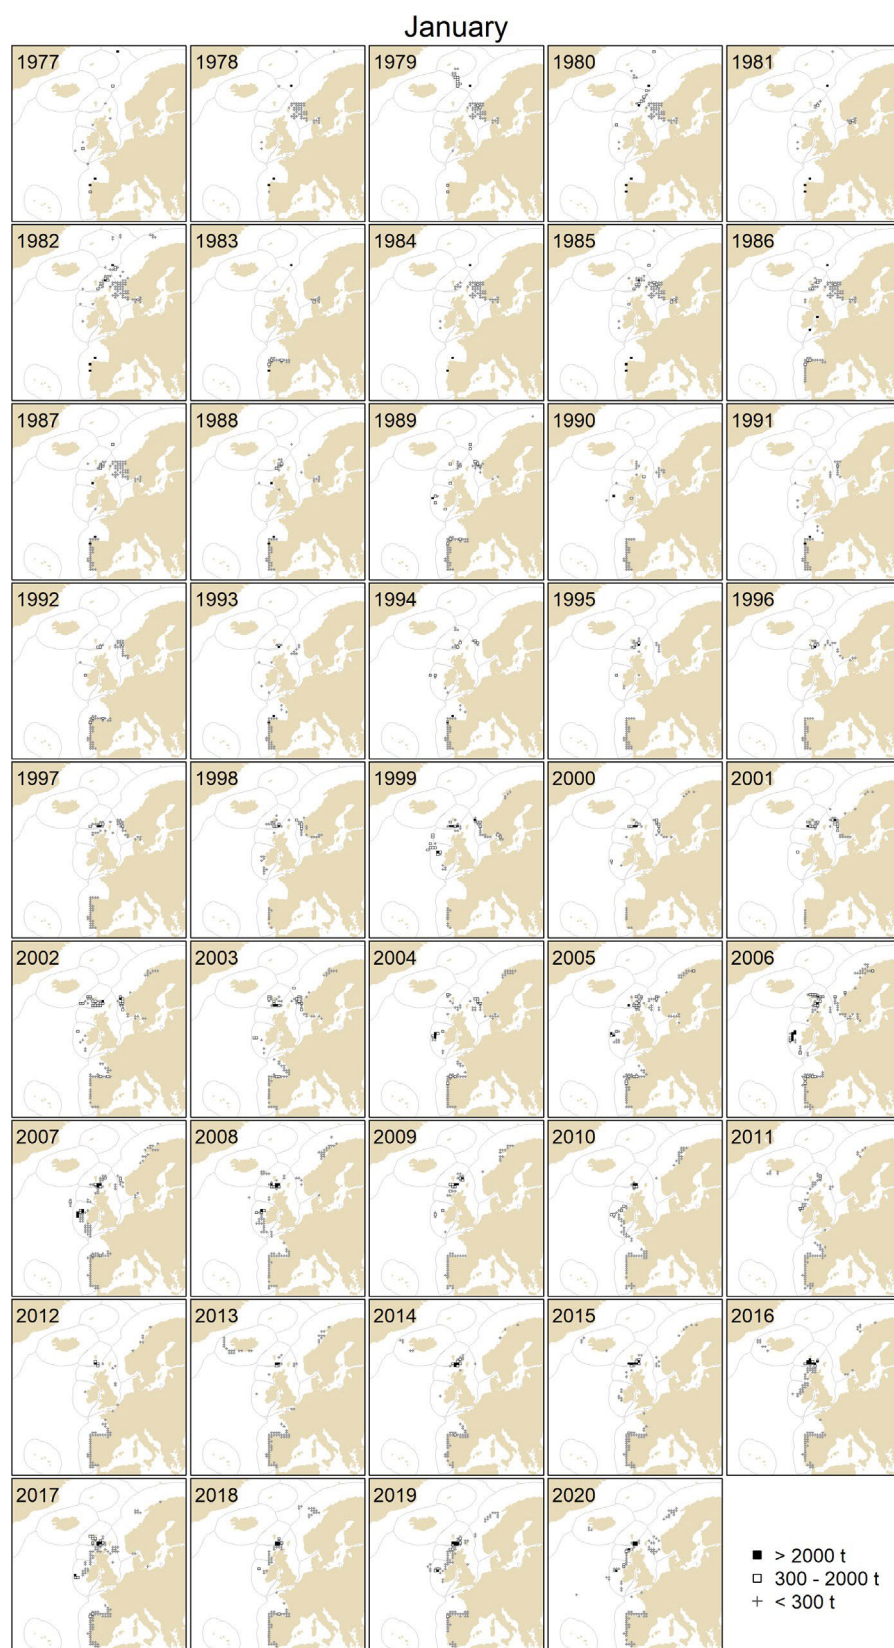 January
1977 1978 1979 1980 1981
1982 1983 1984 1985 1986
1987 1988 1989 1990 1991
1992 1993 1994 1995 1996
1997 1998 1999 2000 2001
2002 2003 2004 2005 2006
2007 2008 2009 2010 2011
2012 2013 2014 2015 2016
2017 2018 2019 2020
> 2000 t
300 - 2000 t
< 300 t